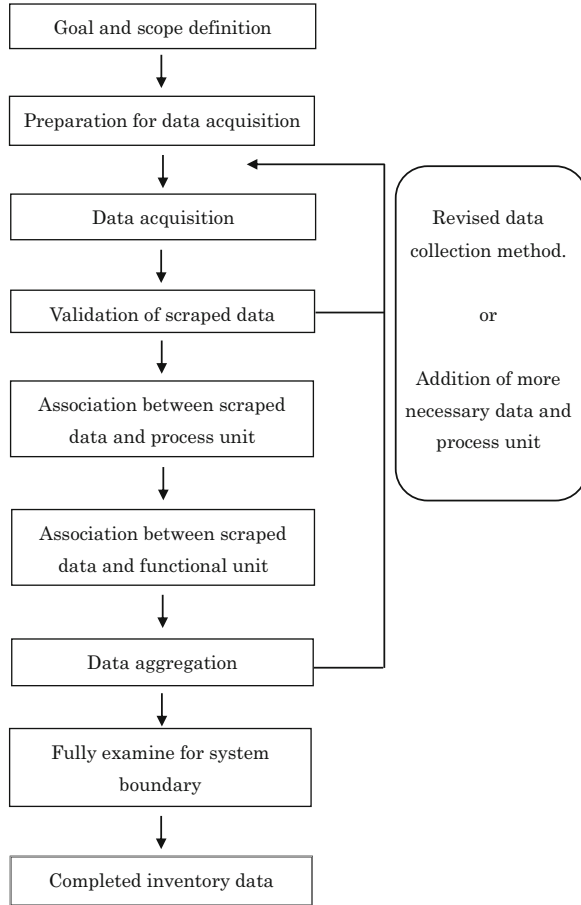 Goal and scope definition
Preparation for data acquisition
Data acquisition
Validation of scraped data
Association between scraped
data and process unit
Association between scraped
data and functional unit
Data aggregation
Fully examine for system
boundary
Completed inventory data
Revised data
collection method.
or
Addition of more
necessary data and
process unit